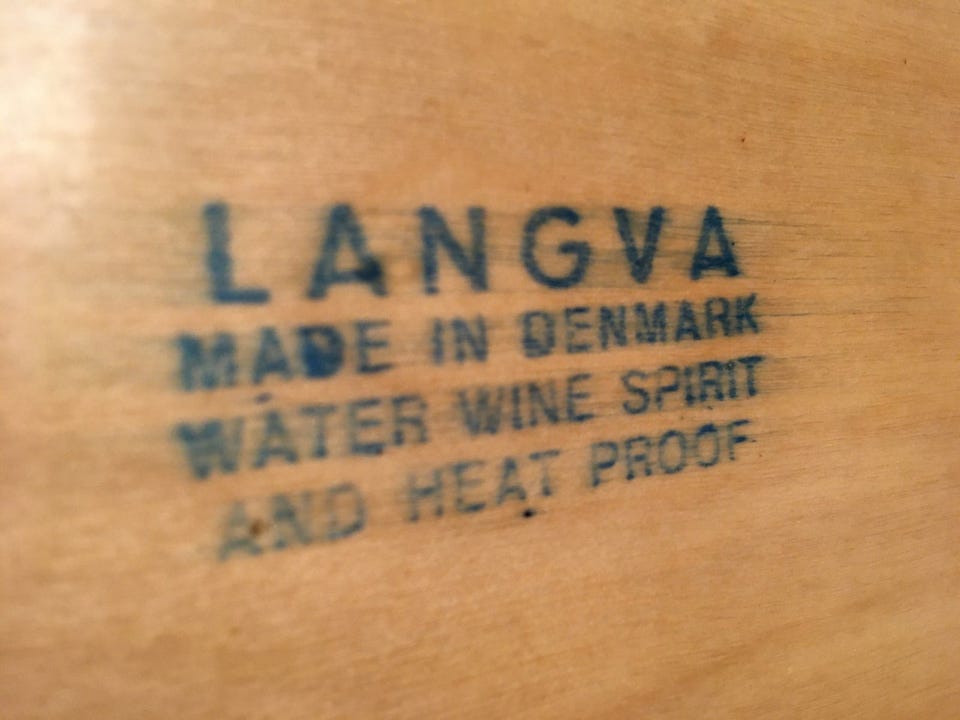 LANGVA
MADE IN DENMARK
WATER WINE SPIRIT
AND HEAT PROOF